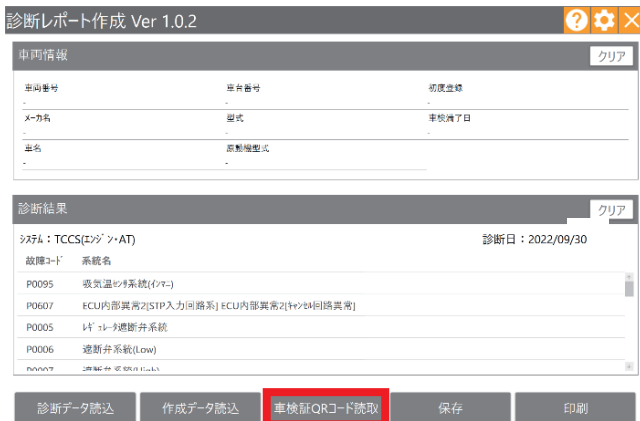 診断レポート作成 Ver 1.0.2
車両情報 クリア
車両番号 車台番号 初度登録
- - -
メーカ名 型式 車検満了日
- - -
車名 原動機型式
- -
診断結果 クリア
システム：TCCS(エンジン・AT) 診断日：2022/09/30
故障コード 系統名
P0095 吸気温センサ系統(インマニ)
P0607 ECU内部異常2[STP入力回路系] ECU内部異常2[キャンセル回路異常]
P0005 レギュレータ遮断弁系統
P0006 遮断弁系統(Low)
P0007 遮断弁系統(High)
診断データ読込 作成データ読込 車検証QRコード読取 保存 印刷